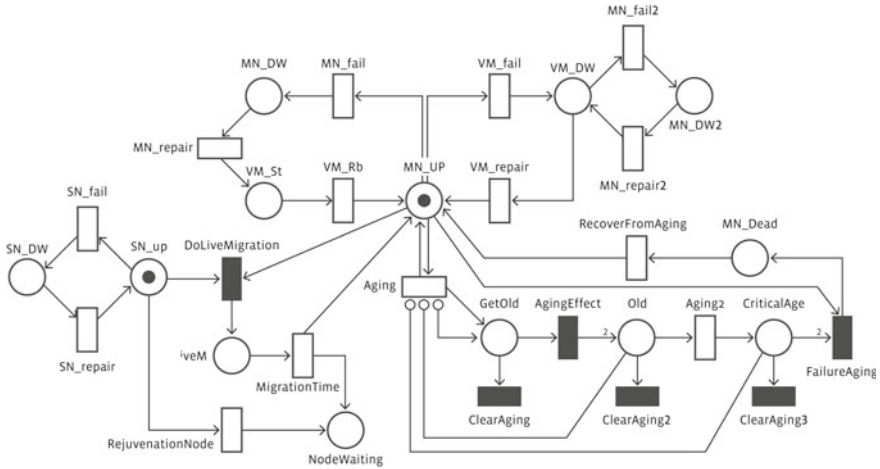 MN_fail2
MN_DW MN_fail VM_fail VM_DW
MN_DW2
MN_repair
VM_St VM_Rb MN_UP VM_repair
MN_repair2
SN_fail
RecoverFromAging MN_Dead
SN_DW SN_up DoLiveMigration
Aging GetOld AgingEffect Old Aging2 CriticalAge
2 2
iveM
SN_repair MigrationTime FailureAging
ClearAging ClearAging2 ClearAging3
RejuvenationNode
NodeWaiting